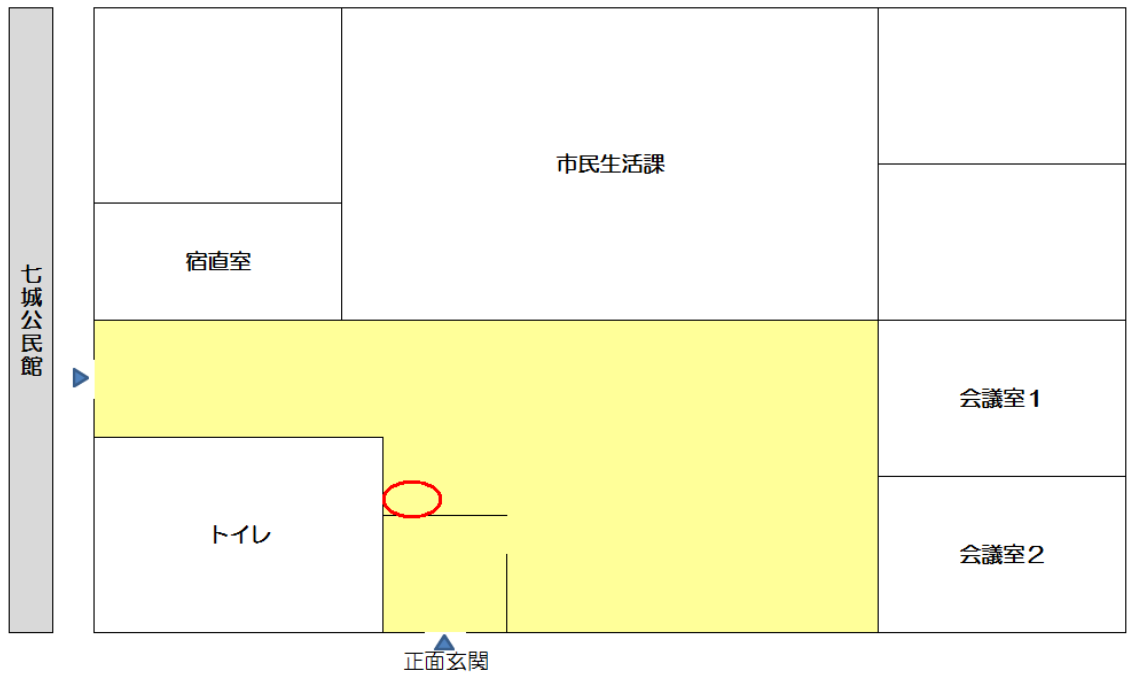 市民生活課
宿直室
七城公民館
会議室1
トイレ
会議室2
正面玄関